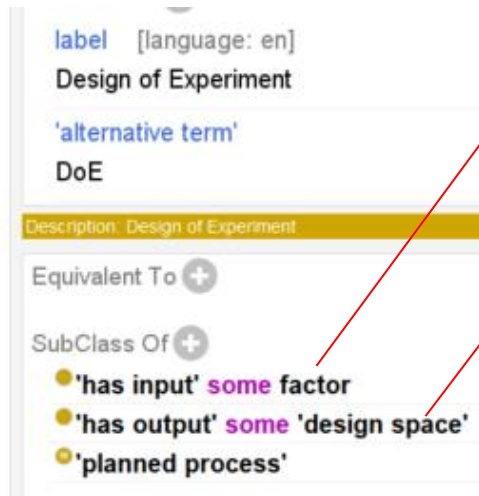 label [language: en]
Design of Experiment
'alternative term'
DoE
Description: Design of Experiment
Equivalent To
SubClass Of
'has input' some factor
'has output' some 'design space'
'planned process'